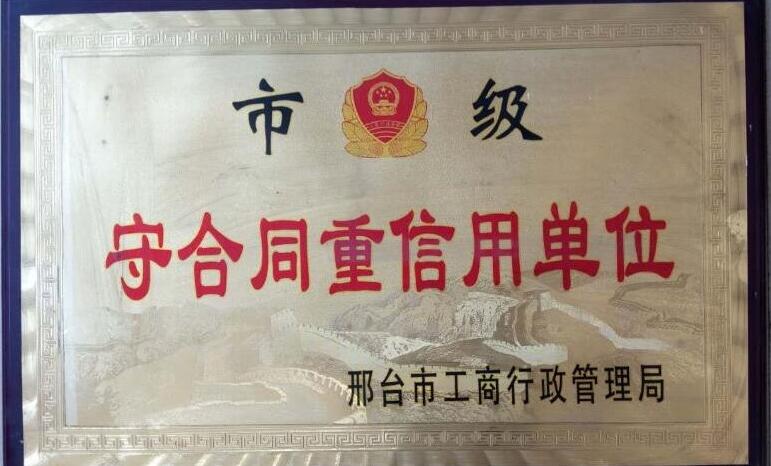 市级
守合同重信用单位
邢台市工商行政管理局